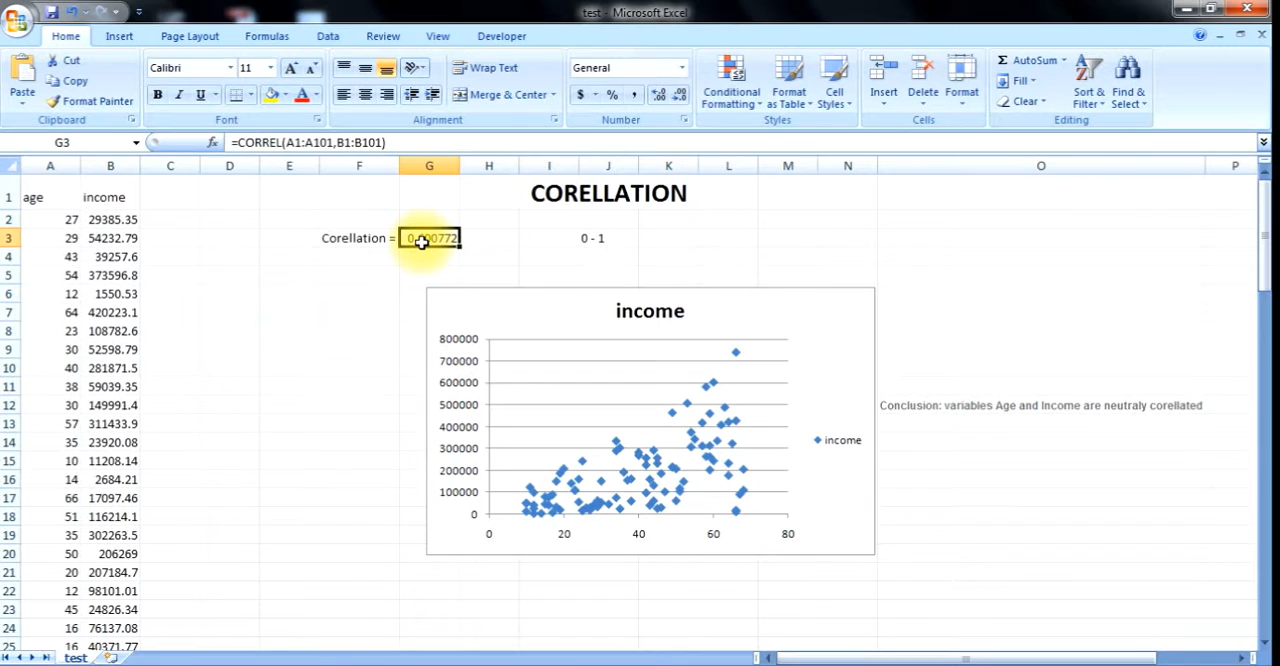 test - Microsoft Excel
Home Insert Page Layout Formulas Data Review View Developer
Cut
Copy
Format Painter
Paste
Clipboard
Calibri 11
B I U
Font
Wrap Text
Merge & Center
Alignment
General
$ % ,
Number
Conditional Formatting
Format as Table
Cell Styles
Styles
Insert Delete Format
Cells
AutoSum
Fill
Clear
Sort & Filter
Find & Select
Editing
G3 fx =CORREL(A1:A101,B1:B101)
A B C D E F G H I J K L M N O P
1 age income CORELLATION
2 27 29385.35
3 29 54232.79 Corellation = 0 - 1
4 43 39257.6
5 54 373596.8
6 12 1550.53
7 64 420223.1
8 23 108782.6
9 30 52598.79
10 40 281871.5
11 38 59039.35
12 30 149991.4 Conclusion: variables Age and Income are neutraly corellated
13 57 311433.9
14 35 23920.08
15 10 11208.14
16 14 2684.21
17 66 17097.46
18 51 116214.1
19 35 302263.5
20 50 206269
21 20 207184.7
22 12 98101.01
23 45 24826.34
24 16 76137.08
25 16 40371.77
income
800000
700000
600000
500000
400000
300000
200000
100000
0
0 20 40 60 80
income
test